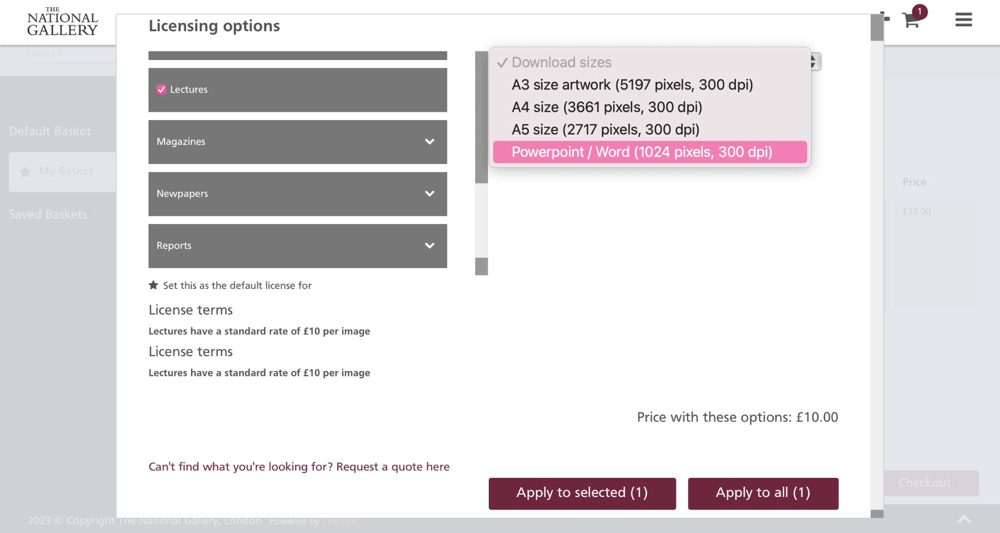 THE
NATIONAL
GALLERY
1
Search
Default Basket
My Basket
Saved Baskets
Licensing options
Lectures
Magazines
Newpapers
Reports
Download sizes
A3 size artwork (5197 pixels, 300 dpi)
A4 size (3661 pixels, 300 dpi)
A5 size (2717 pixels, 300 dpi)
Powerpoint / Word (1024 pixels, 300 dpi)
Set this as the default license for
License terms
Lectures have a standard rate of £10 per image
License terms
Lectures have a standard rate of £10 per image
Price with these options: £10.00
Can't find what you're looking for? Request a quote here
Apply to selected (1)
Apply to all (1)
Price
£10.00
Checkout
2023 © Copyright The National Gallery, London Powered by Capture